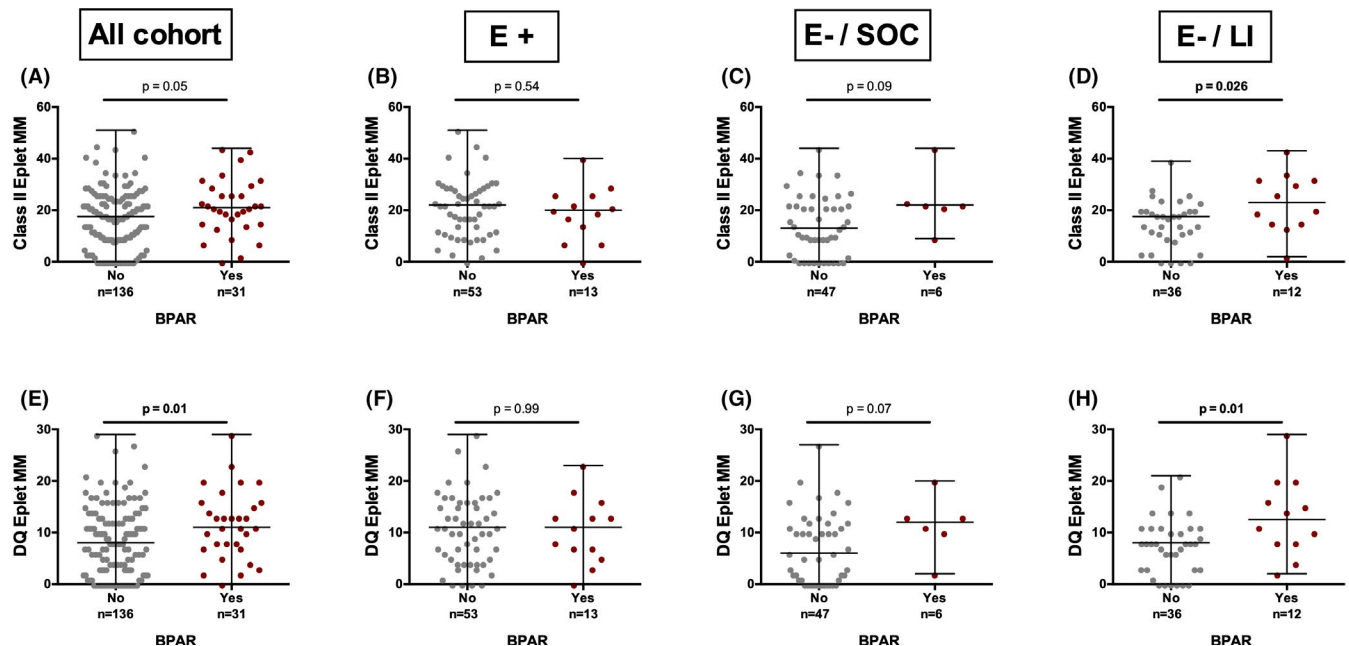 All cohort
E +
E- / SOC
E- / LI
(A)
p = 0.05
Class II Eplet MM
60
40
20
0
No
Yes
n=136
n=31
BPAR
(B)
p = 0.54
Class II Eplet MM
60
40
20
0
No
Yes
n=53
n=13
BPAR
(C)
p = 0.09
Class II Eplet MM
60
40
20
0
No
Yes
n=47
n=6
BPAR
(D)
p = 0.026
Class II Eplet MM
60
40
20
0
No
Yes
n=36
n=12
BPAR
(E)
p = 0.01
DQ Eplet MM
30
20
10
0
No
Yes
n=136
n=31
BPAR
(F)
p = 0.99
DQ Eplet MM
30
20
10
0
No
Yes
n=53
n=13
BPAR
(G)
p = 0.07
DQ Eplet MM
30
20
10
0
No
Yes
n=47
n=6
BPAR
(H)
p = 0.01
DQ Eplet MM
30
20
10
0
No
Yes
n=36
n=12
BPAR